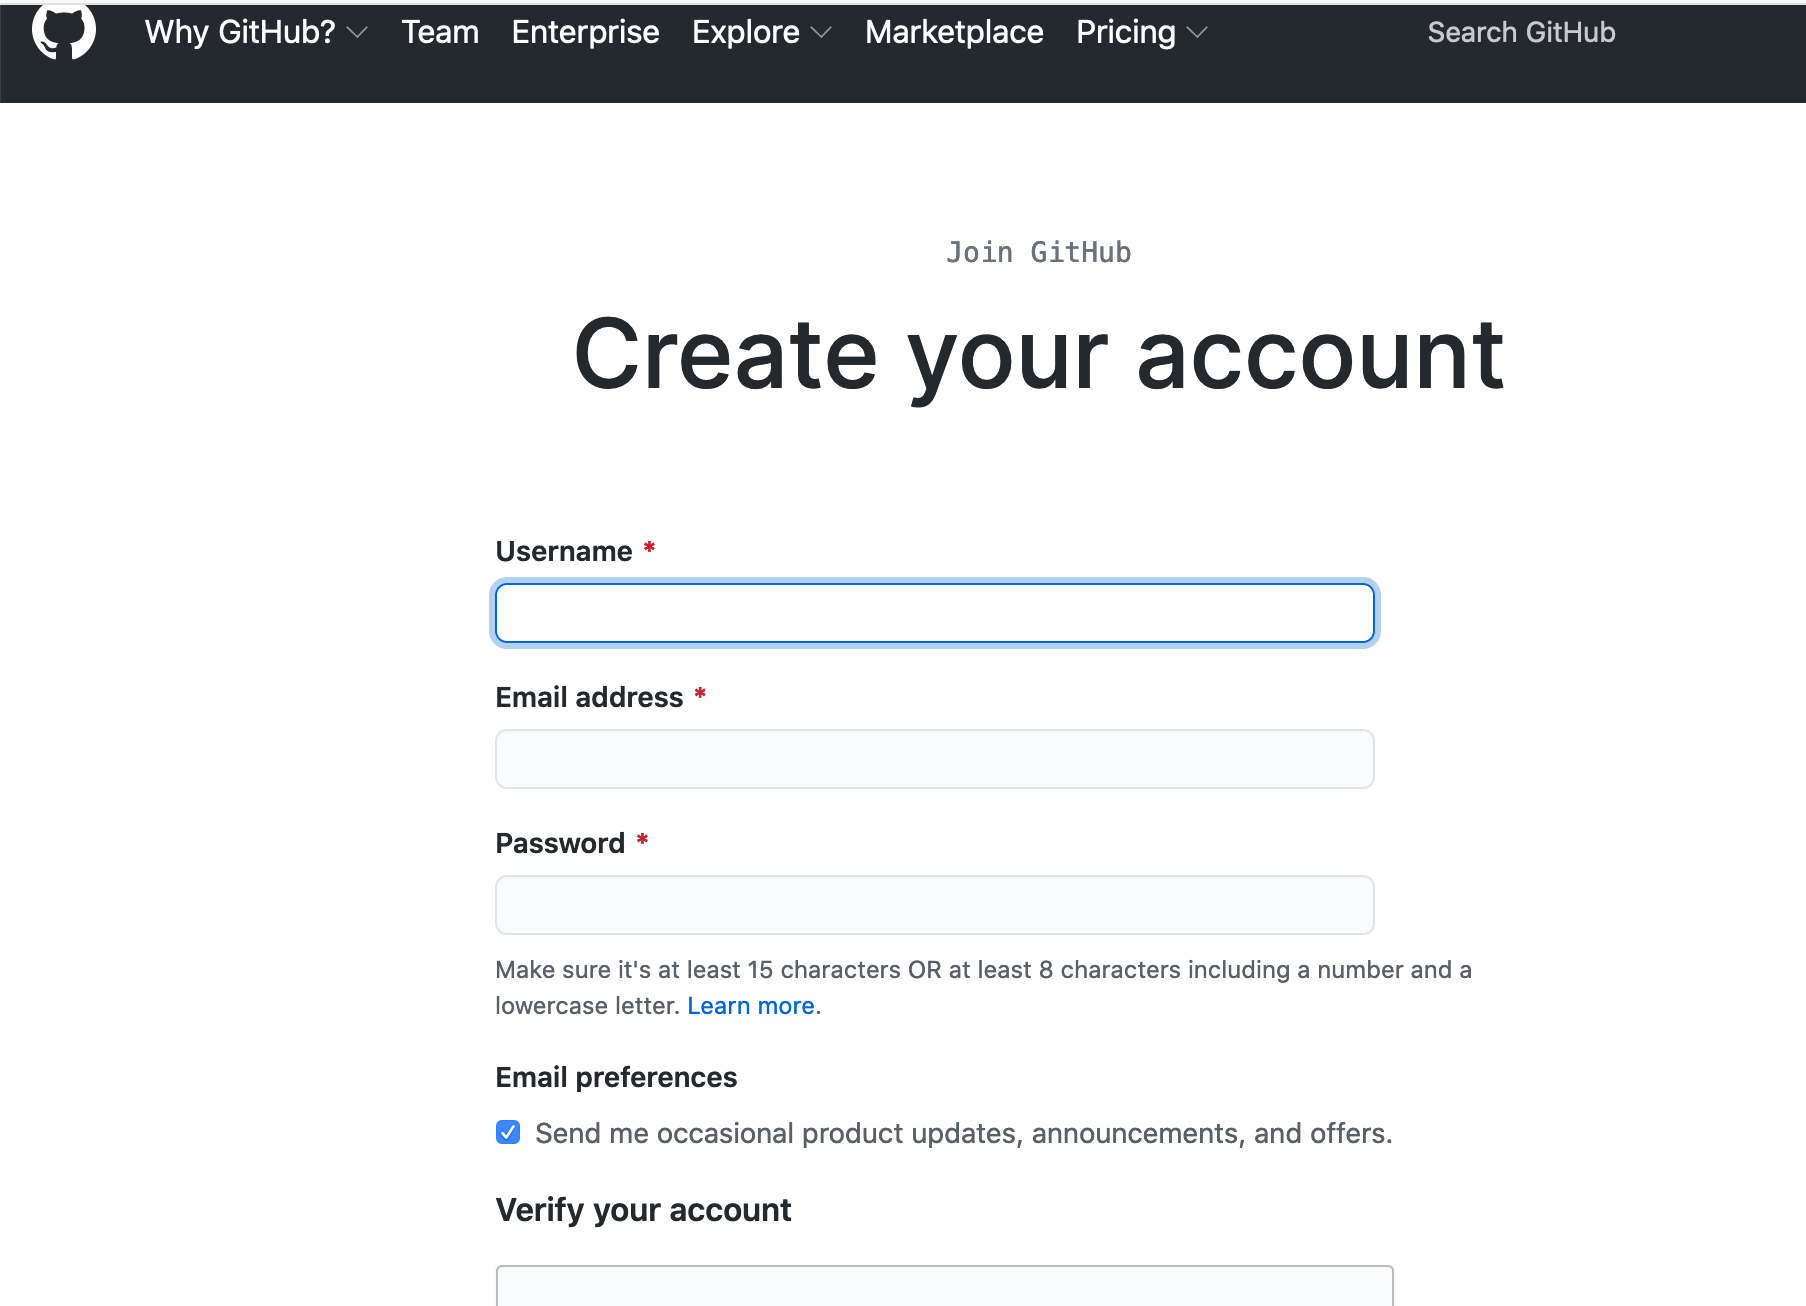 Why GitHub? Team Enterprise Explore Marketplace Pricing Search GitHub
Join GitHub
Create your account
Username *
Email address *
Password *
Make sure it's at least 15 characters OR at least 8 characters including a number and a
lowercase letter. Learn more.
Email preferences
Send me occasional product updates, announcements, and offers.
Verify your account